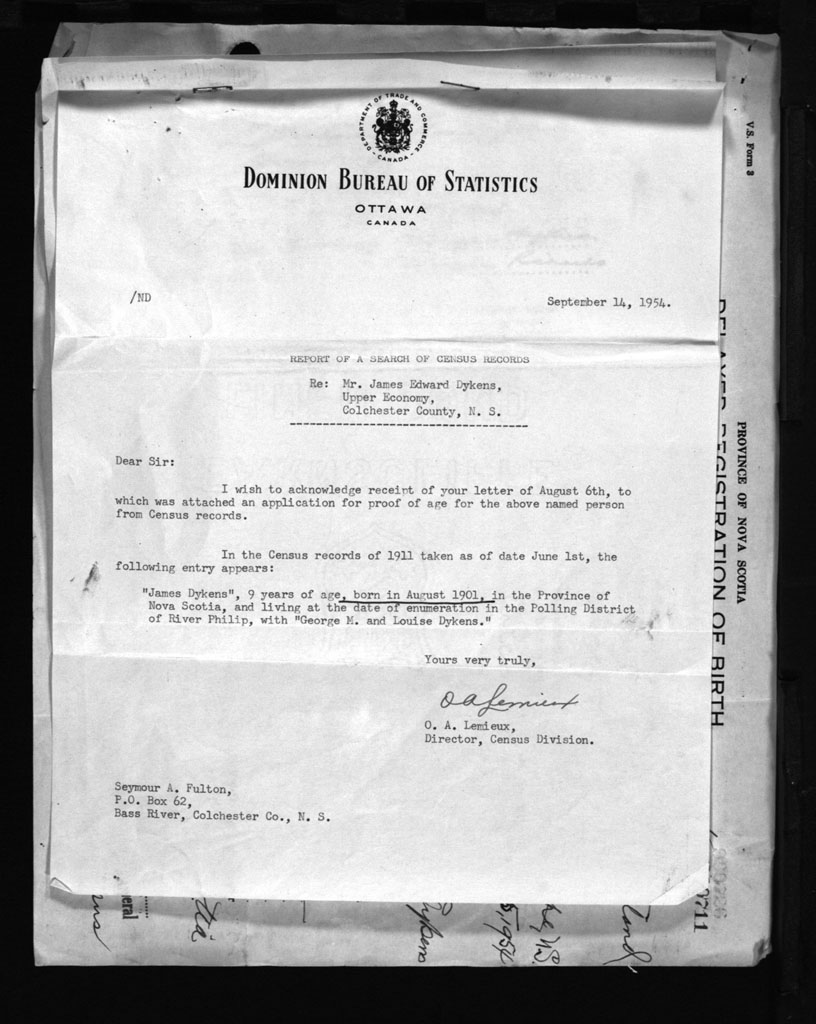 DEPARTMENT OF TRADE AND COMMERCE
CANADA
DOMINION BUREAU OF STATISTICS
OTTAWA
CANADA
/ND
September 14, 1954.
REPORT OF A SEARCH OF CENSUS RECORDS
Re: Mr. James Edward Dykens,
Upper Economy,
Colchester County, N. S.
Dear Sir:
I wish to acknowledge receipt of your letter of August 6th, to
which was attached an application for proof of age for the above named person
from Census records.
In the Census records of 1911 taken as of date June 1st, the
following entry appears:
"James Dykens", 9 years of age, born in August 1901, in the Province of
Nova Scotia, and living at the date of enumeration in the Polling District
of River Philip, with "George M. and Louise Dykens."
Yours very truly,
O A Lemieux
O. A. Lemieux,
Director, Census Division.
Seymour A. Fulton,
P.O. Box 62,
Bass River, Colchester Co., N. S.
V.S. Form 3
PROVINCE OF NOVA SCOTIA
DELAYED REGISTRATION OF BIRTH